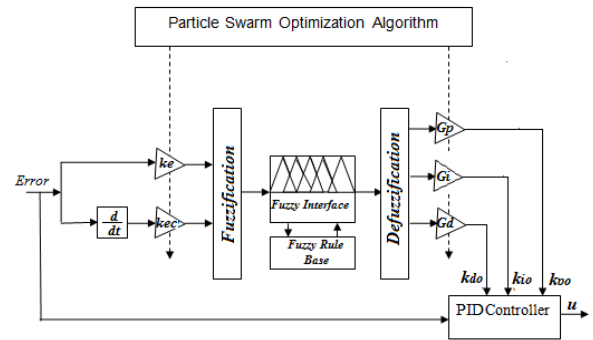 Particle Swarm Optimization Algorithm
Error
d
dt
ke
kec
Fuzzification
Fuzzy Interface
Fuzzy Rule
Base
Defuzzification
Gp
Gi
Gd
kdo
kio
kpo
PID Controller
u